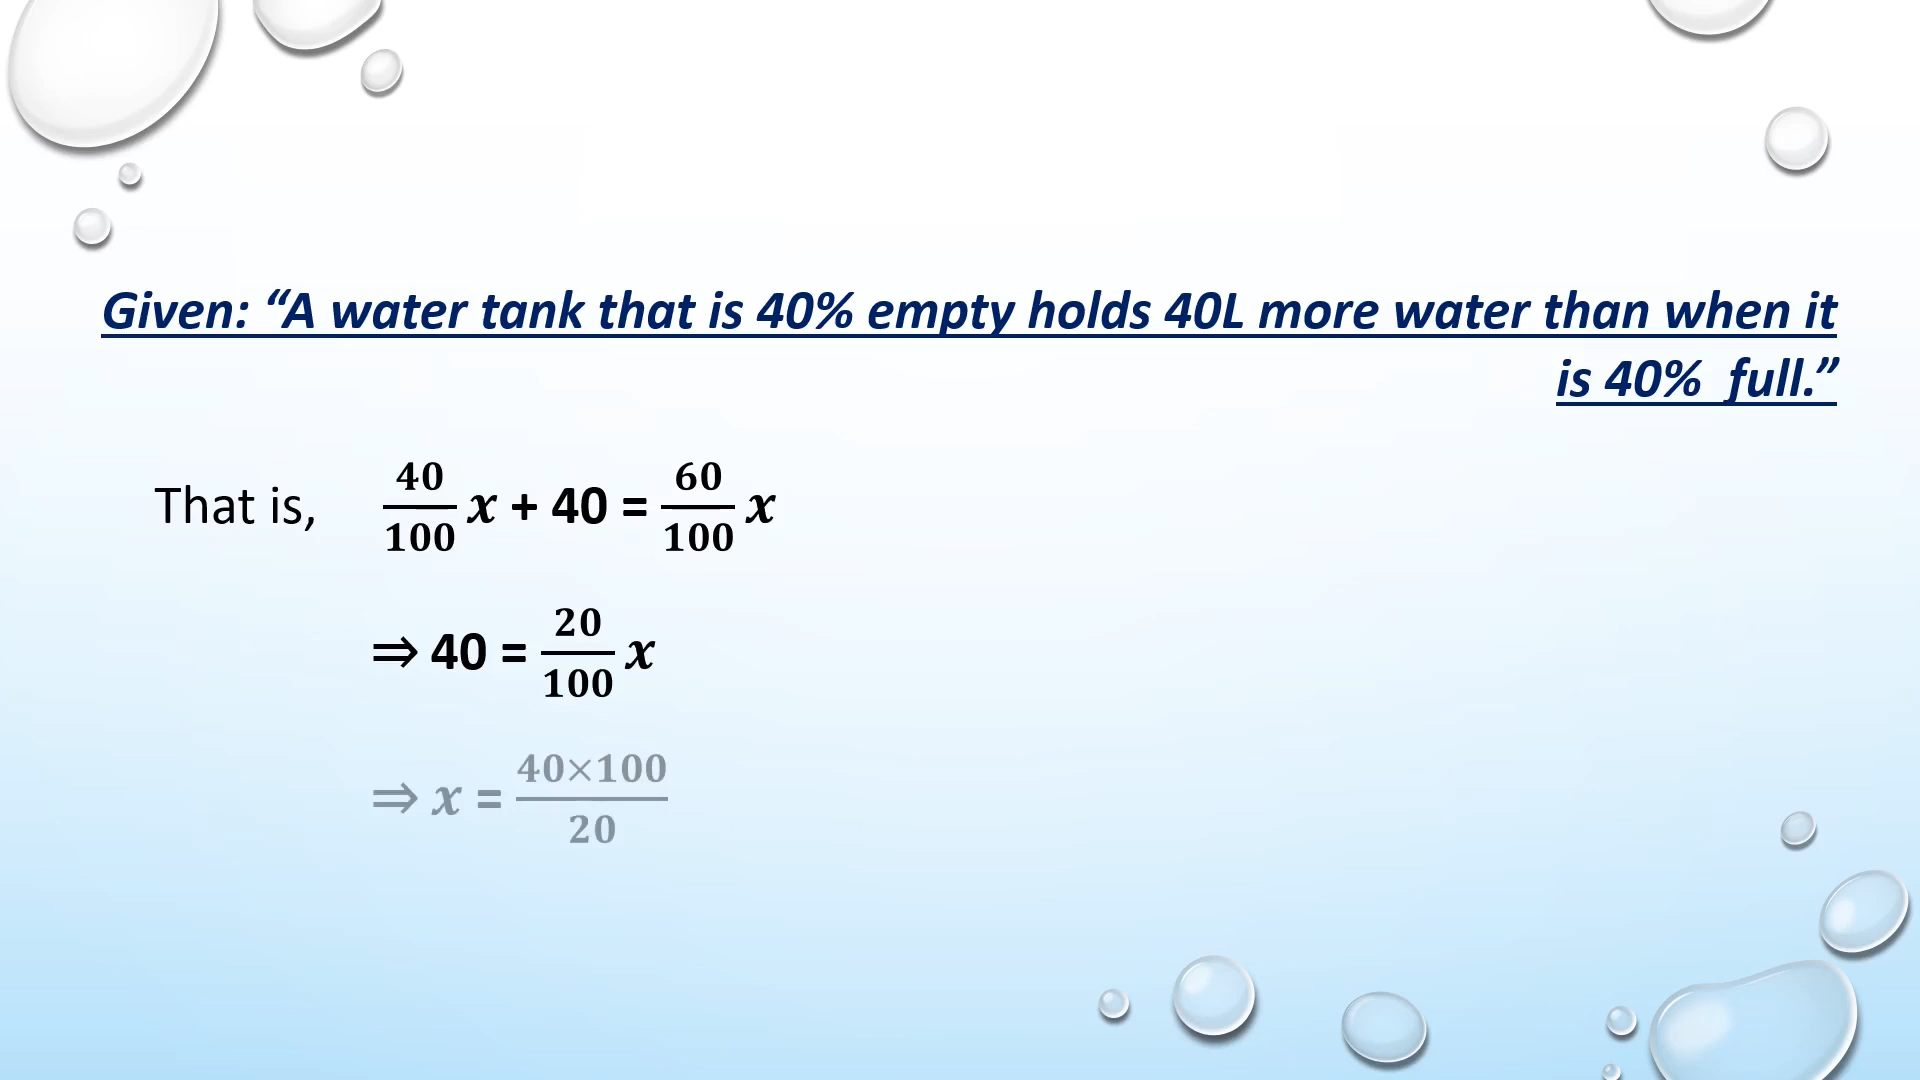 Given: “A water tank that is 40% empty holds 40L more water than when it
is 40% full.”
That is, 40/100 x + 40 = 60/100 x
⇒ 40 = 20/100 x
⇒ x = 40×100/20